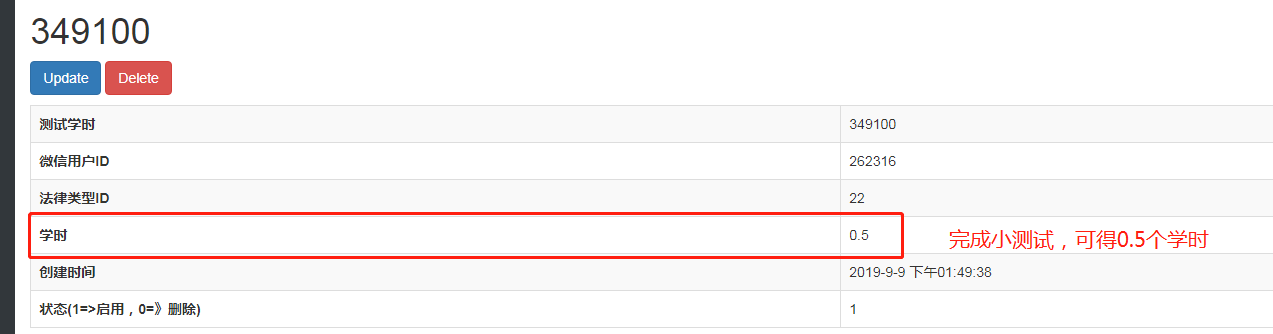 349100
Update Delete
测试学时 349100
微信用户ID 262316
法律类型ID 22
学时 0.5 完成小测试，可得0.5个学时
创建时间 2019-9-9 下午01:49:38
状态(1=>启用，0=》删除) 1